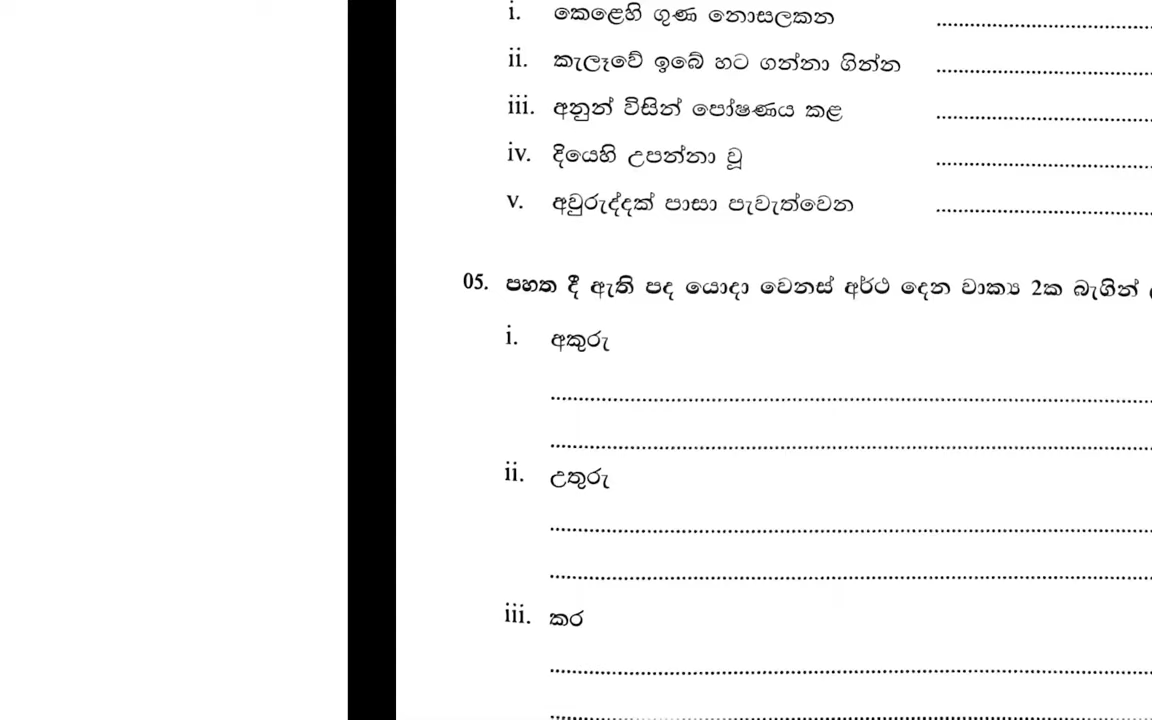 i. කෙළෙහි ගුණ නොසලකන ........................
ii. කැලෑවේ ඉබේ හට ගන්නා ගින්න ........................
iii. අනුන් විසින් පෝෂණය කළ ........................
iv. දියෙහි උපන්නා වූ ........................
v. අවුරුද්දක් පාසා පැවැත්වෙන ........................
05. පහත දී ඇති පද යොදා වෙනස් අර්ථ දෙන වාක්‍ය 2ක බැගින්
i. අකුරු
ii. උතුරු
iii. කර